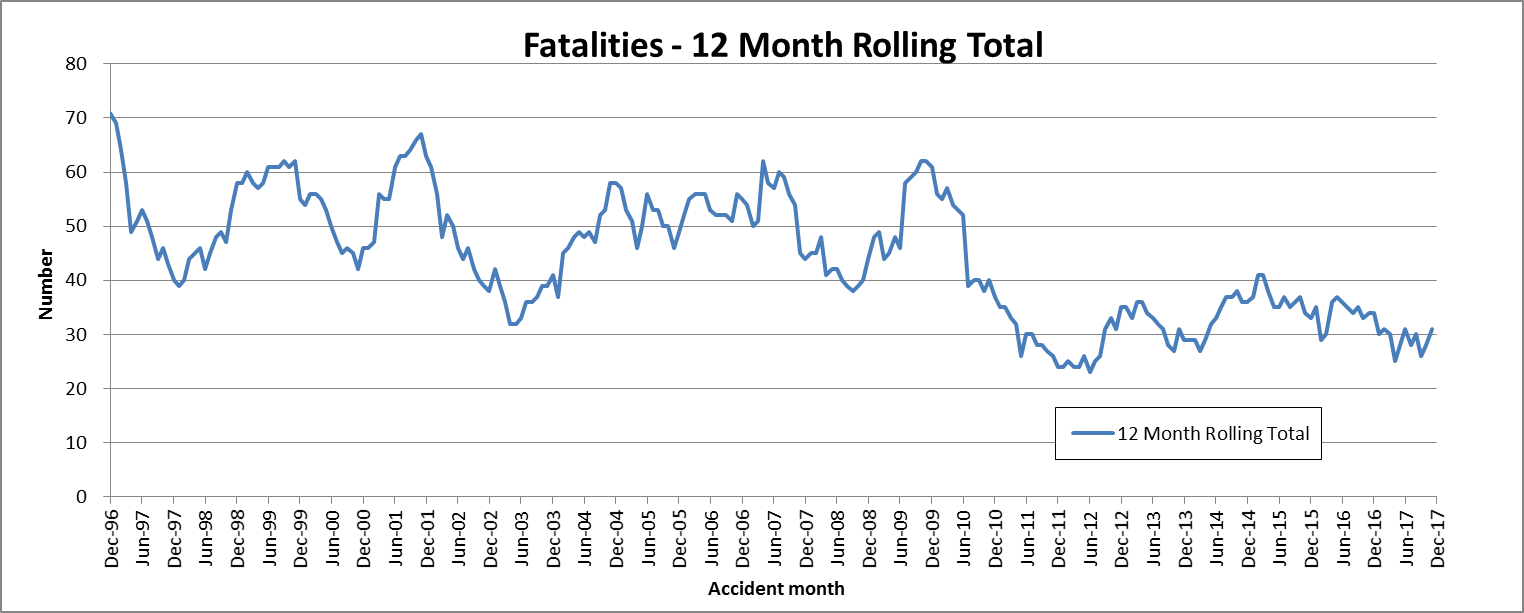 Fatalities - 12 Month Rolling Total
80
70
60
50
40
30
20
10
0
Number
12 Month Rolling Total
Dec-96
Jun-97
Dec-97
Jun-98
Dec-98
Jun-99
Dec-99
Jun-00
Dec-00
Jun-01
Dec-01
Jun-02
Dec-02
Jun-03
Dec-03
Jun-04
Dec-04
Jun-05
Dec-05
Jun-06
Dec-06
Jun-07
Dec-07
Jun-08
Dec-08
Jun-09
Dec-09
Jun-10
Dec-10
Jun-11
Dec-11
Jun-12
Dec-12
Jun-13
Dec-13
Jun-14
Dec-14
Jun-15
Dec-15
Jun-16
Dec-16
Jun-17
Dec-17
Accident month